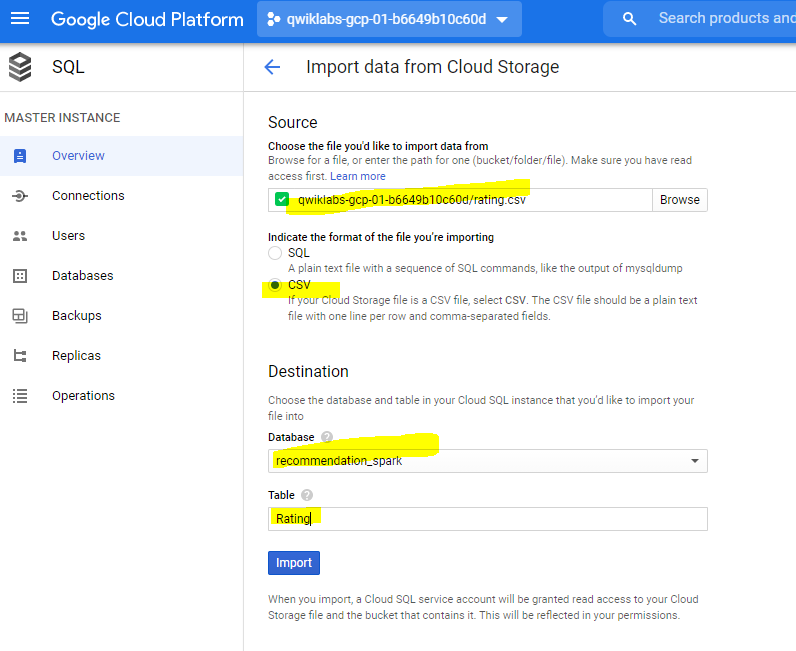 Google Cloud Platform
qwiklabs-gcp-01-b6649b10c60d
Search products and
SQL
Import data from Cloud Storage
MASTER INSTANCE
Overview
Connections
Users
Databases
Backups
Replicas
Operations
Source
Choose the file you'd like to import data from
Browse for a file, or enter the path for one (bucket/folder/file). Make sure you have read
access first. Learn more
qwiklabs-gcp-01-b6649b10c60d/rating.csv
Browse
Indicate the format of the file you're importing
SQL
A plain text file with a sequence of SQL commands, like the output of mysqldump
CSV
If your Cloud Storage file is a CSV file, select CSV. The CSV file should be a plain text
file with one line per row and comma-separated fields.
Destination
Choose the database and table in your Cloud SQL instance that you'd like to import your
file into
Database ?
recommendation_spark
Table ?
Rating
Import
When you import, a Cloud SQL service account will be granted read access to your Cloud
Storage file and the bucket that contains it. This will be reflected in your permissions.